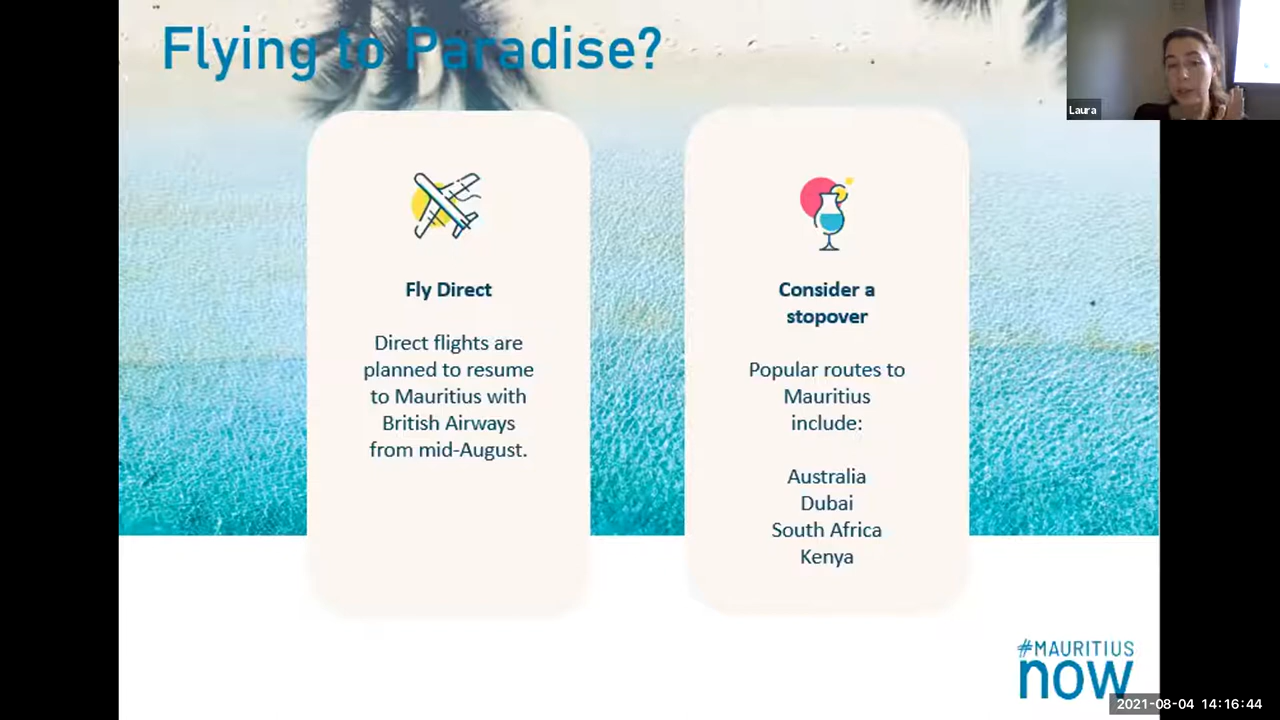 Flying to Paradise?
Laura
Fly Direct
Direct flights are
planned to resume
to Mauritius with
British Airways
from mid-August.
Consider a
stopover
Popular routes to
Mauritius
include:
Australia
Dubai
South Africa
Kenya
#MAURITIUS
now
2021-08-04 14:16:44